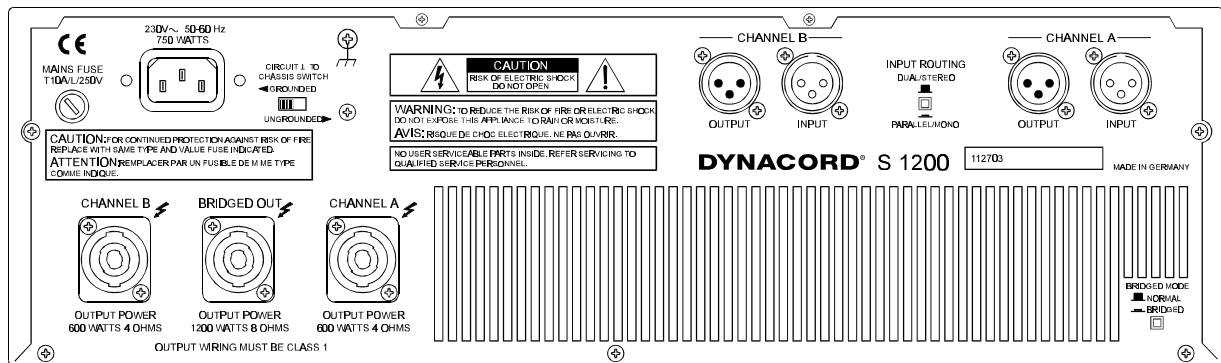 CE
230V~ 50-60 Hz
750 WATTS
MAINS FUSE
T10A/L/250V
CIRCUIT ⊥ TO
CHASSIS SWITCH
◄GROUNDED
UNGROUNDED►
CAUTION: FOR CONTINUED PROTECTION AGAINST RISK OF FIRE
REPLACE WITH SAME TYPE AND VALUE FUSE INDICATED.
ATTENTION: REMPLACER PAR UN FUSIBLE DE M ME TYPE
COMME INDIQUE.
CAUTION
RISK OF ELECTRIC SHOCK
DO NOT OPEN
WARNING: TO REDUCE THE RISK OF FIRE OR ELECTRIC SHOCK
DO NOT EXPOSE THIS APPLIANCE TO RAIN OR MOISTURE.
AVIS: RISQUE DE CHOC ELECTRIQUE. NE PAS OUVRIR.
NO USER SERVICEABLE PARTS INSIDE. REFER SERVICING TO
QUALIFIED SERVICE PERSONNEL.
CHANNEL B
OUTPUT
INPUT
INPUT ROUTING
DUAL/STEREO
PARALLEL/MONO
CHANNEL A
OUTPUT
INPUT
DYNACORD® S 1200
112703
MADE IN GERMANY
CHANNEL B
BRIDGED OUT
CHANNEL A
OUTPUT POWER
600 WATTS 4 OHMS
OUTPUT POWER
1200 WATTS 8 OHMS
OUTPUT POWER
600 WATTS 4 OHMS
OUTPUT WIRING MUST BE CLASS 1
BRIDGED MODE
NORMAL
BRIDGED